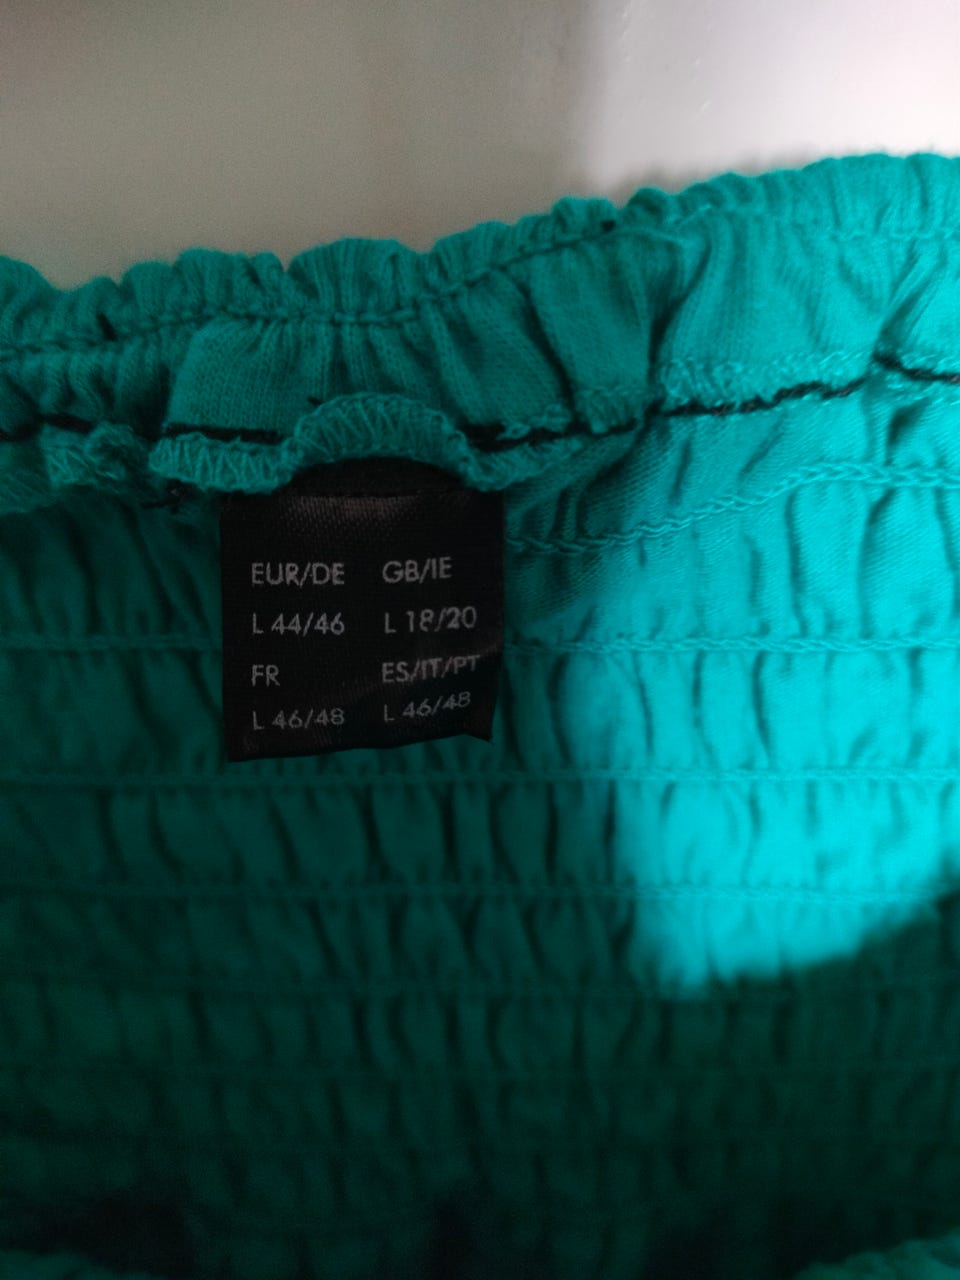 EUR/DE GB/IE
L 44/46 L 18/20
FR ES/IT/PT
L 46/48 L 46/48